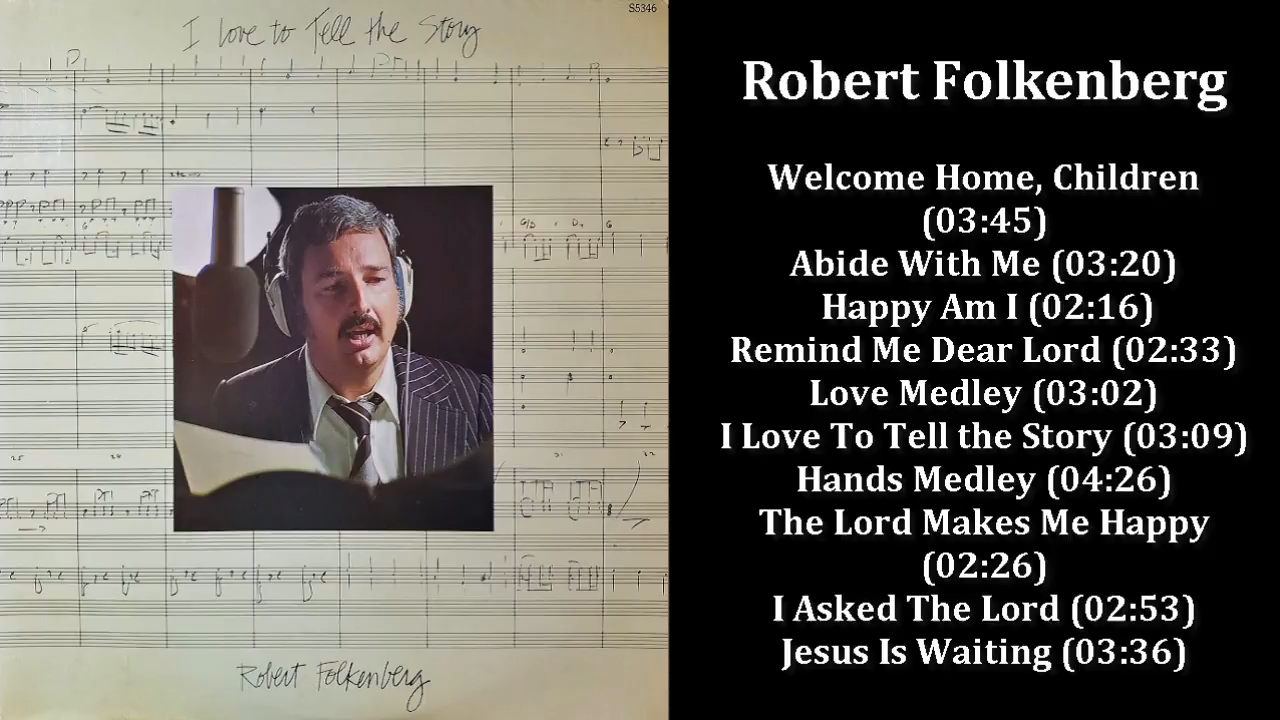 S5346
I love to Tell the Story
Robert Folkenberg
Robert Folkenberg
Welcome Home, Children
(03:45)
Abide With Me (03:20)
Happy Am I (02:16)
Remind Me Dear Lord (02:33)
Love Medley (03:02)
I Love To Tell the Story (03:09)
Hands Medley (04:26)
The Lord Makes Me Happy
(02:26)
I Asked The Lord (02:53)
Jesus Is Waiting (03:36)